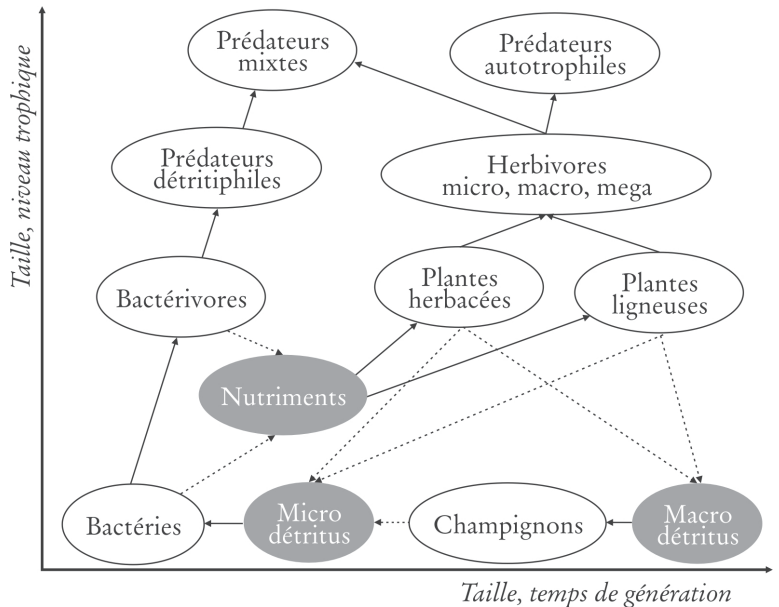 Prédateurs
mixtes
Prédateurs
autotrophiles
Prédateurs
détritiphiles
Herbivores
micro, macro, mega
Bactérivores
Plantes
herbacées
Plantes
ligneuses
Nutriments
Bactéries
Micro
détritus
Champignons
Macro
détritus
Taille, niveau trophique
Taille, temps de génération